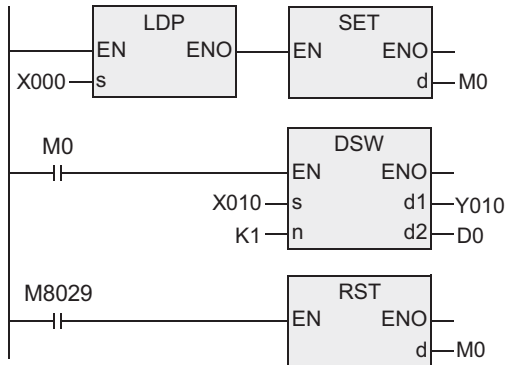 LDP SET
EN ENO EN ENO
X000 s d M0
M0 DSW
EN ENO
X010 s d1 Y010
K1 n d2 D0
M8029 RST
EN ENO
d M0